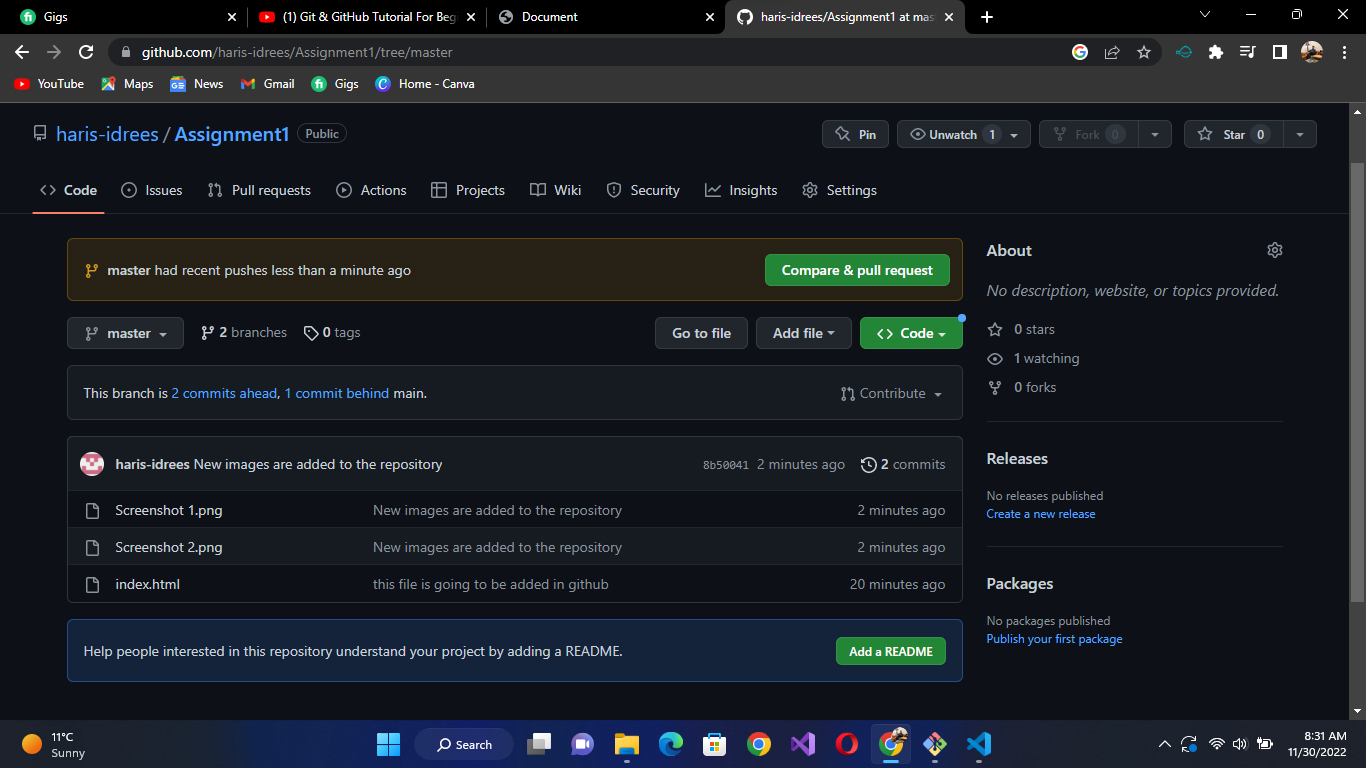 Gigs
(1) Git & GitHub Tutorial For Beg
Document
haris-idrees/Assignment1 at mas
github.com/haris-idrees/Assignment1/tree/master
YouTube Maps News Gmail Gigs Home - Canva
haris-idrees / Assignment1 Public
Pin Unwatch 1 Fork 0 Star 0
Code Issues Pull requests Actions Projects Wiki Security Insights Settings
master had recent pushes less than a minute ago Compare & pull request
master 2 branches 0 tags Go to file Add file Code
This branch is 2 commits ahead, 1 commit behind main. Contribute
haris-idrees New images are added to the repository 8b50041 2 minutes ago 2 commits
Screenshot 1.png New images are added to the repository 2 minutes ago
Screenshot 2.png New images are added to the repository 2 minutes ago
index.html this file is going to be added in github 20 minutes ago
Help people interested in this repository understand your project by adding a README. Add a README
About
No description, website, or topics provided.
0 stars
1 watching
0 forks
Releases
No releases published
Create a new release
Packages
No packages published
Publish your first package
11°C
Sunny
Search
8:31 AM
11/30/2022